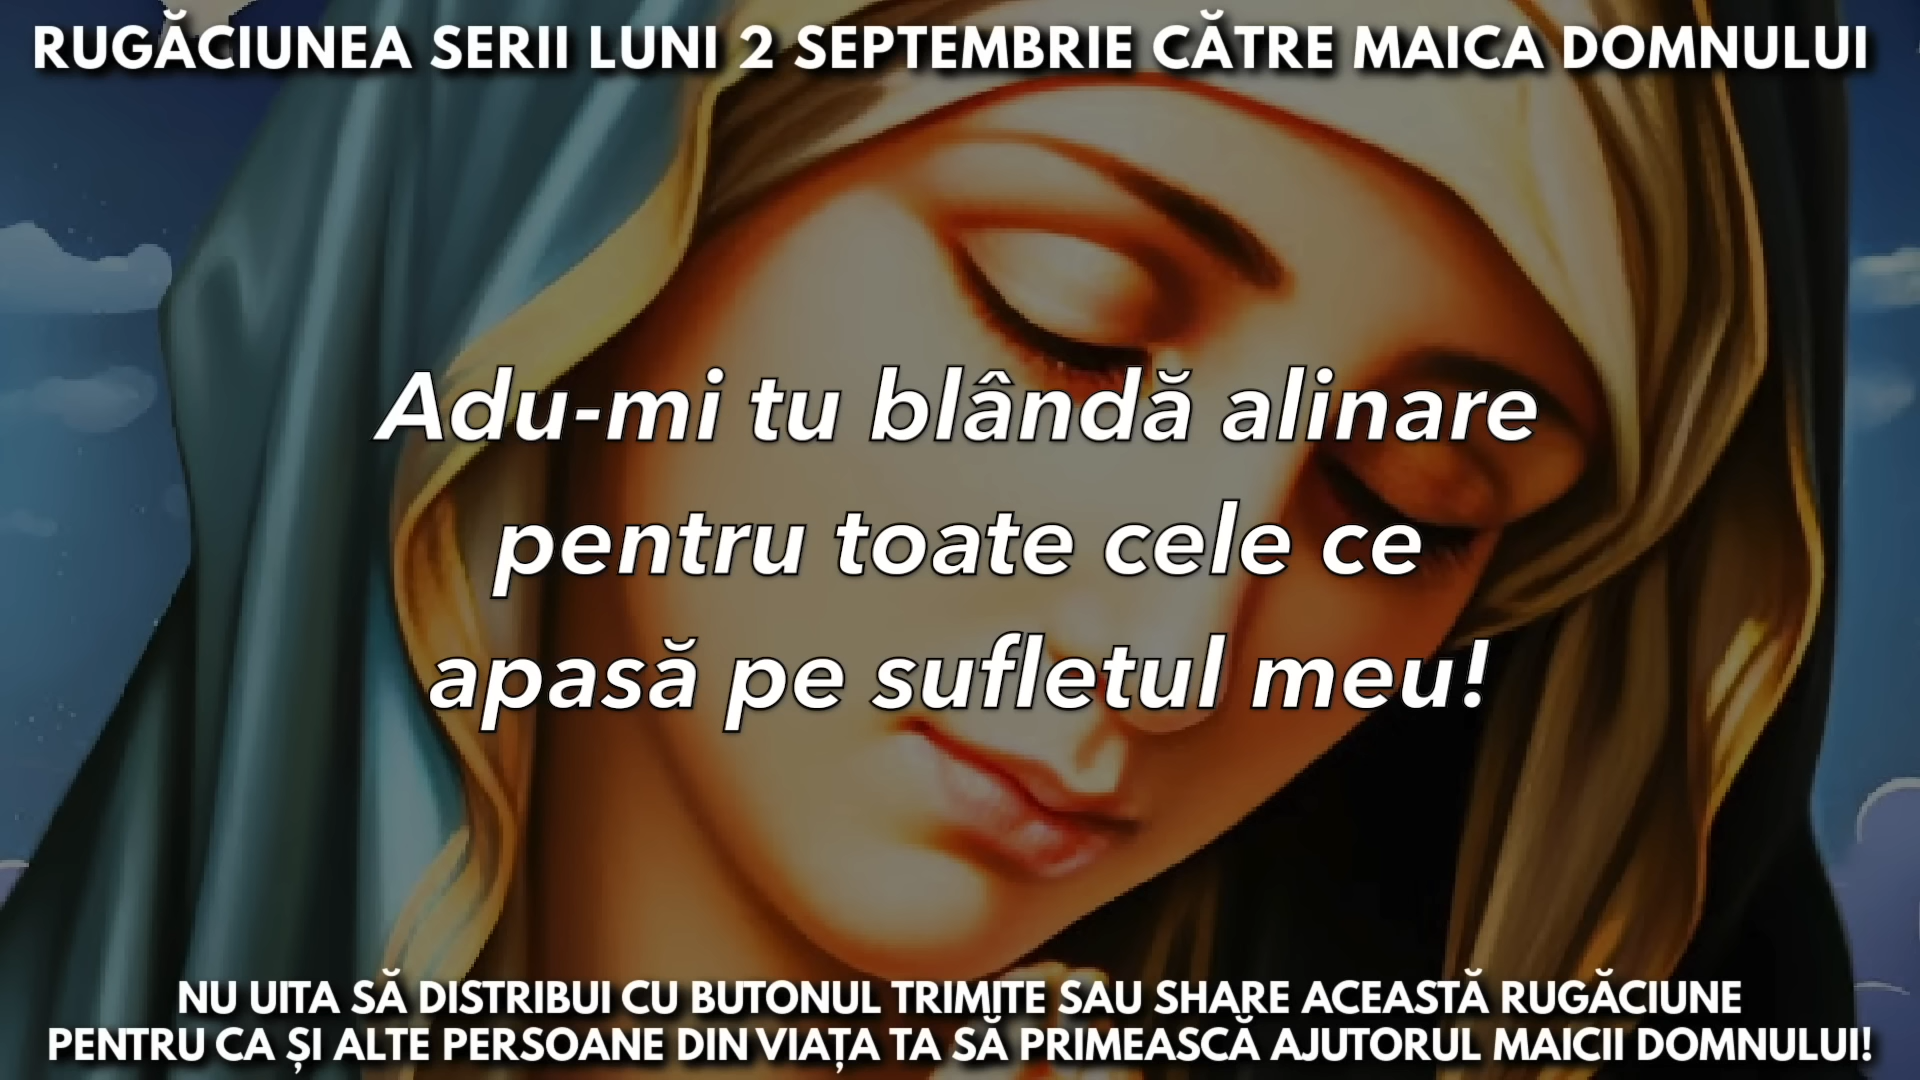 RUGĂCIUNEA SERII LUNI 2 SEPTEMBRIE CĂTRE MAICA DOMNULUI
Adu-mi tu blândă alinare
pentru toate cele ce
apasă pe sufletul meu!
NU UITA SĂ DISTRIBUI CU BUTONUL TRIMITE SAU SHARE ACEASTĂ RUGĂCIUNE
PENTRU CA ȘI ALTE PERSOANE DIN VIAȚA TA SĂ PRIMEASCĂ AJUTORUL MAICII DOMNULUI!